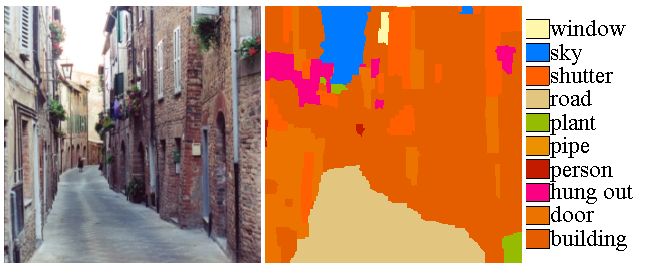 window
sky
shutter
road
plant
pipe
person
hung out
door
building